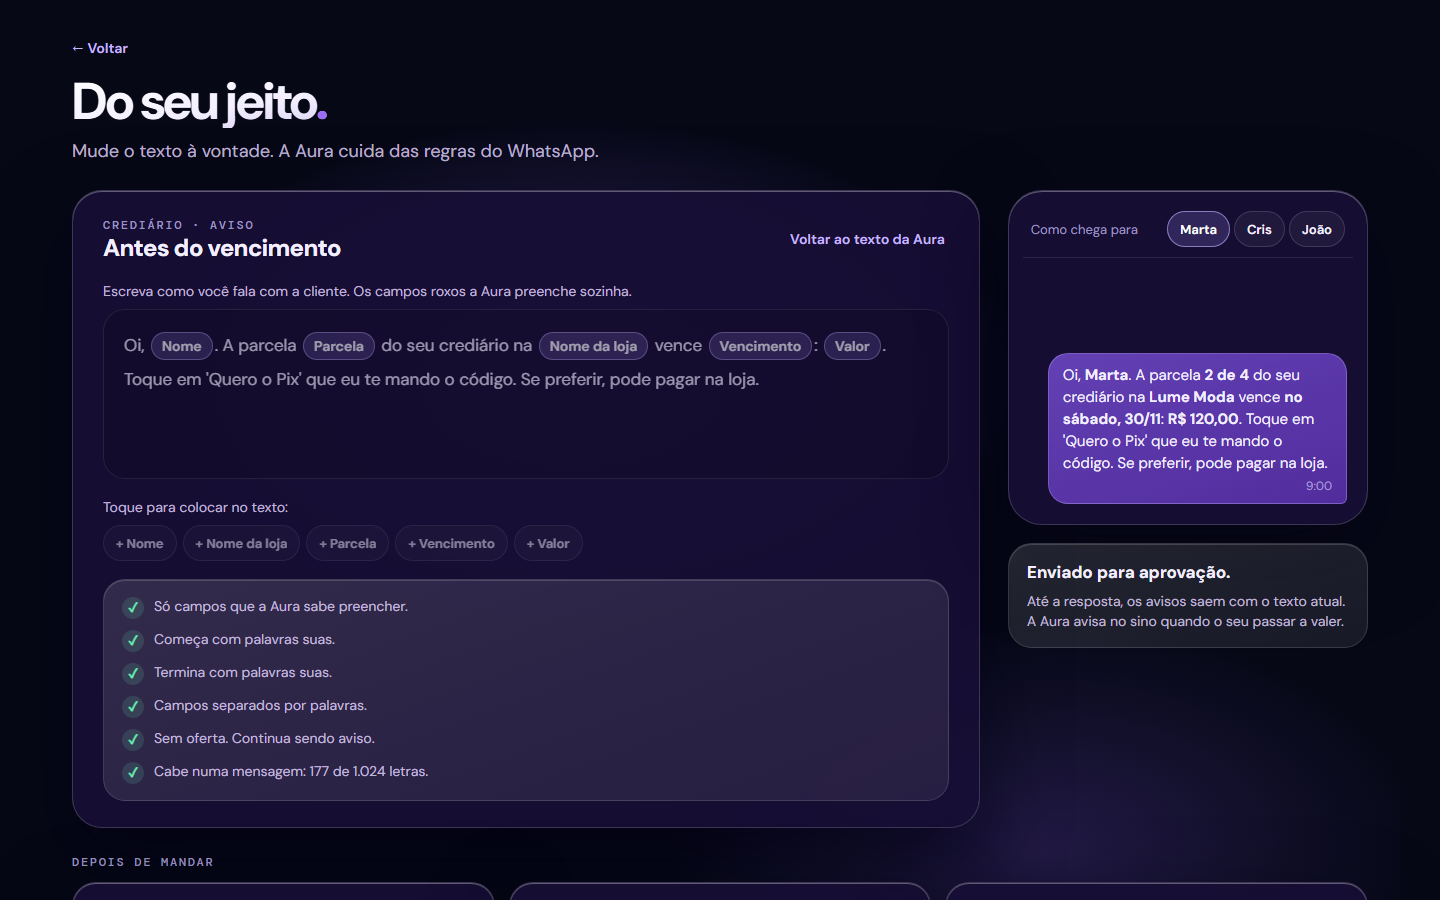 ← Voltar
Do seu jeito.
Mude o texto à vontade. A Aura cuida das regras do WhatsApp.
CREDIÁRIO · AVISO
Antes do vencimento
Voltar ao texto da Aura
Escreva como você fala com a cliente. Os campos roxos a Aura preenche sozinha.
Oi, Nome. A parcela Parcela do seu crediário na Nome da loja vence Vencimento: Valor.
Toque em 'Quero o Pix' que eu te mando o código. Se preferir, pode pagar na loja.
Toque para colocar no texto:
+ Nome + Nome da loja + Parcela + Vencimento + Valor
✓ Só campos que a Aura sabe preencher.
✓ Começa com palavras suas.
✓ Termina com palavras suas.
✓ Campos separados por palavras.
✓ Sem oferta. Continua sendo aviso.
✓ Cabe numa mensagem: 177 de 1.024 letras.
Como chega para Marta Cris João
Oi, Marta. A parcela 2 de 4 do seu
crediário na Lume Moda vence no
sábado, 30/11: R$ 120,00. Toque em
'Quero o Pix' que eu te mando o
código. Se preferir, pode pagar na loja.
9:00
Enviado para aprovação.
Até a resposta, os avisos saem com o texto atual.
A Aura avisa no sino quando o seu passar a valer.
DEPOIS DE MANDAR